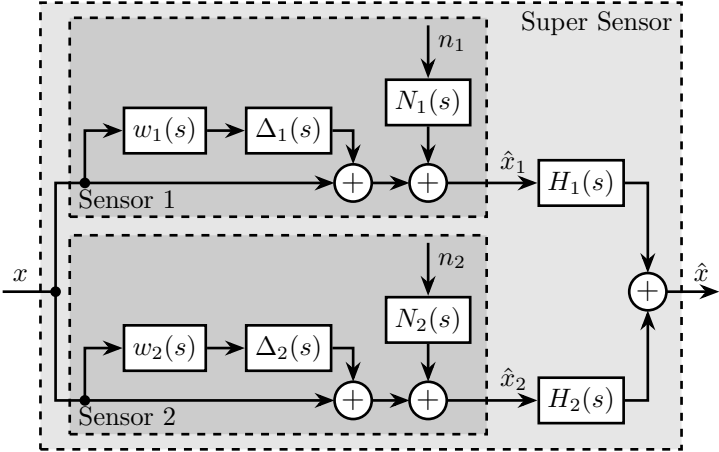 Super Sensor
n₁
N₁(s)
w₁(s) Δ₁(s)
x̂₁
H₁(s)
+ +
Sensor 1
x
n₂
+
x̂
N₂(s)
w₂(s) Δ₂(s)
x̂₂
H₂(s)
+ +
Sensor 2